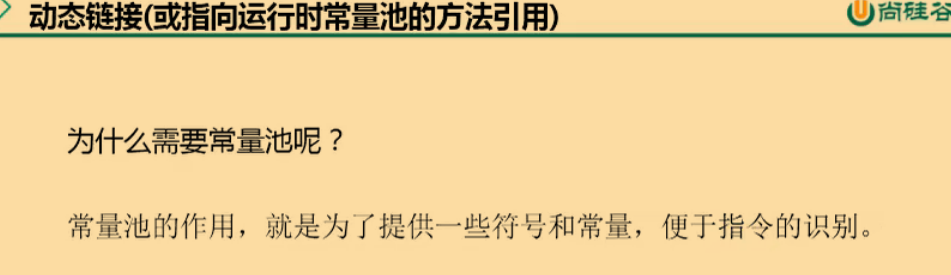 动态链接(或指向运行时常量池的方法引用)
尚硅谷
为什么需要常量池呢？
常量池的作用，就是为了提供一些符号和常量，便于指令的识别。